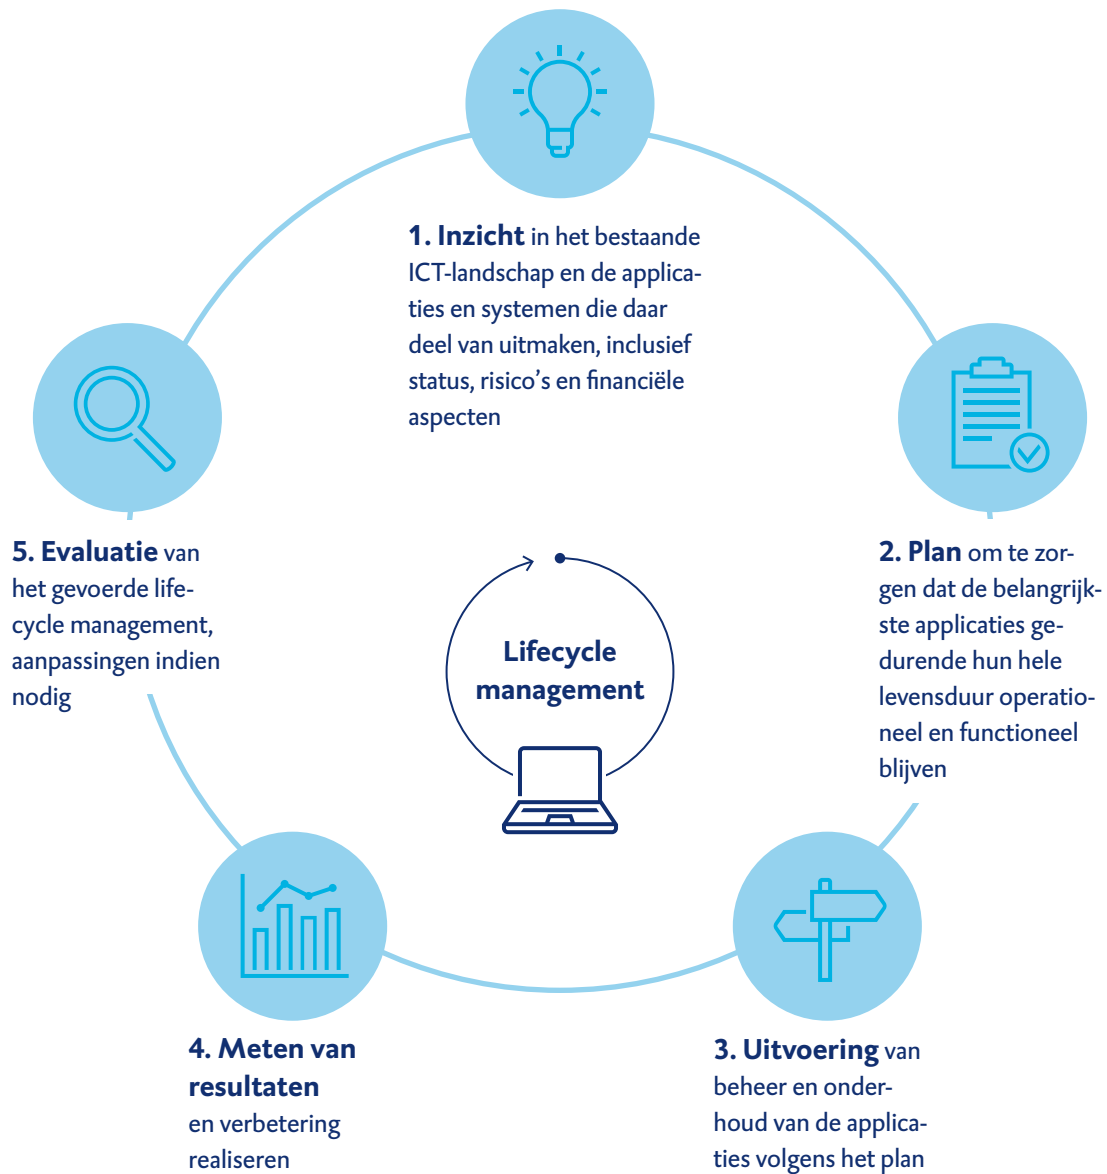 1. Inzicht in het bestaande
ICT-landschap en de applica-
ties en systemen die daar
deel van uitmaken, inclusief
status, risico’s en financiële
aspecten
2. Plan om te zor-
gen dat de belangrijk-
ste applicaties ge-
durende hun hele
levensduur operatio-
neel en functioneel
blijven
3. Uitvoering van
beheer en onder-
houd van de applica-
ties volgens het plan
4. Meten van
resultaten
en verbetering
realiseren
5. Evaluatie van
het gevoerde life-
cycle management,
aanpassingen indien
nodig
Lifecycle
management